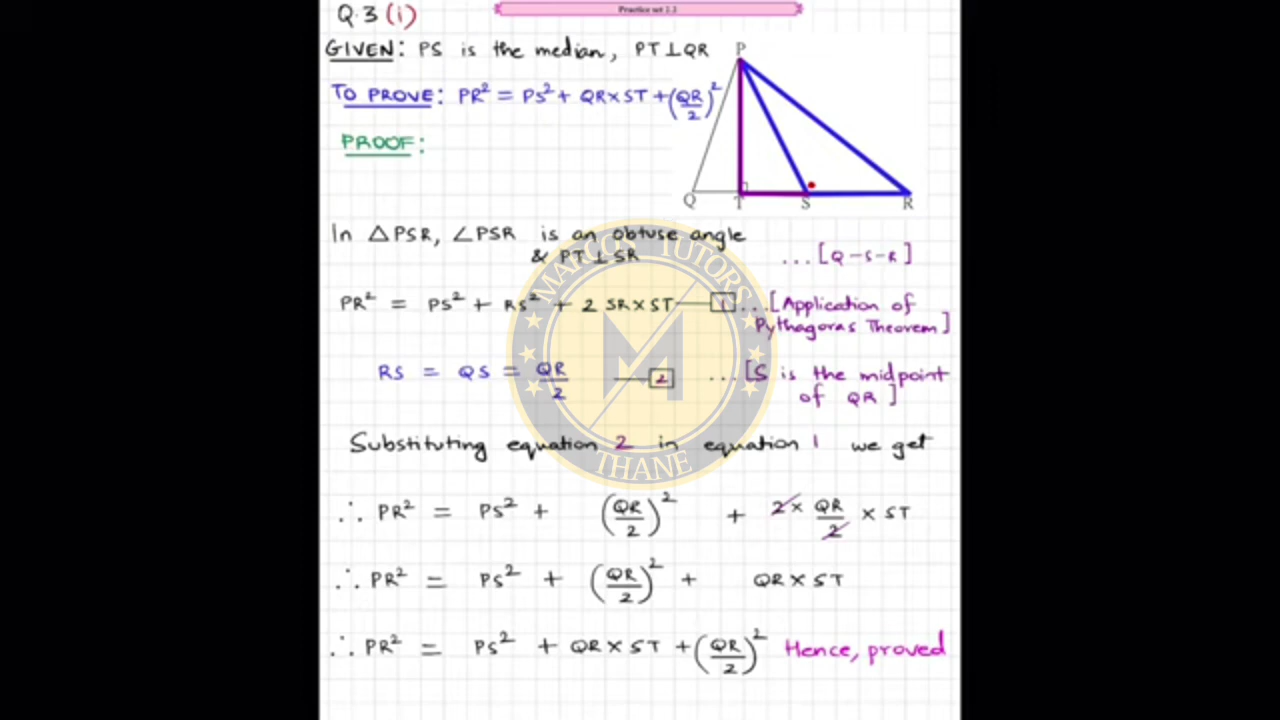 Q.3 (i)
Practice set 2.2
GIVEN: PS is the median, PT⊥QR
P
TO PROVE: PR² = PS² + QR×ST + (QR/2)²
PROOF:
Q T S R
In △PSR, ∠PSR is an obtuse angle
& PT⊥SR ...[Q-S-R]
PR² = PS² + RS² + 2 SR×ST — 1 ...[Application of
Pythagoras Theorem]
RS = QS = QR/2 — 2 ...[S is the midpoint
of QR]
Substituting equation 2 in equation 1 we get
∴ PR² = PS² + (QR/2)² + 2 × QR/2 × ST
∴ PR² = PS² + (QR/2)² + QR×ST
∴ PR² = PS² + QR×ST + (QR/2)² Hence, proved
MARCOS TUTORS
M
THANE